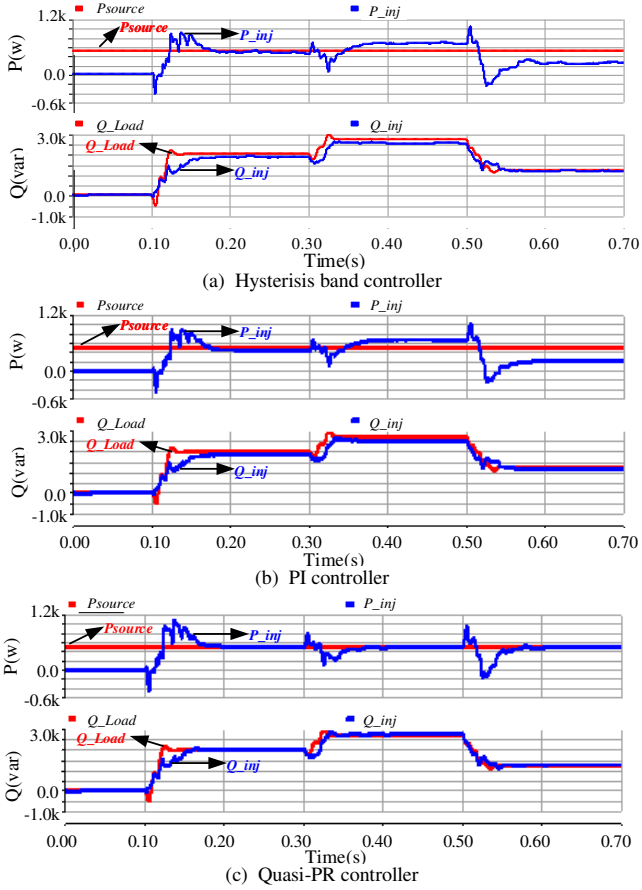 Psource P_inj
1.2k
Psource
P_inj
P(w)
0.0
-0.6k
Q_Load Q_inj
3.0k
Q_Load
Q_inj
Q(var)
0.0
-1.0k
0.00 0.10 0.20 0.30 0.40 0.50 0.60 0.70
Time(s)
(a) Hysterisis band controller
Psource P_inj
1.2k
Psource
P_inj
P(w)
0.0
-0.6k
Q_Load Q_inj
3.0k
Q_Load
Q_inj
Q(var)
0.0
-1.0k
0.00 0.10 0.20 0.30 0.40 0.50 0.60 0.70
Time(s)
(b) PI controller
Psource P_inj
1.2k
Psource
P_inj
P(w)
0.0
-0.6k
Q_Load Q_inj
3.0k
Q_Load
Q_inj
Q(var)
0.0
-1.0k
0.00 0.10 0.20 0.30 0.40 0.50 0.60 0.70
Time(s)
(c) Quasi-PR controller